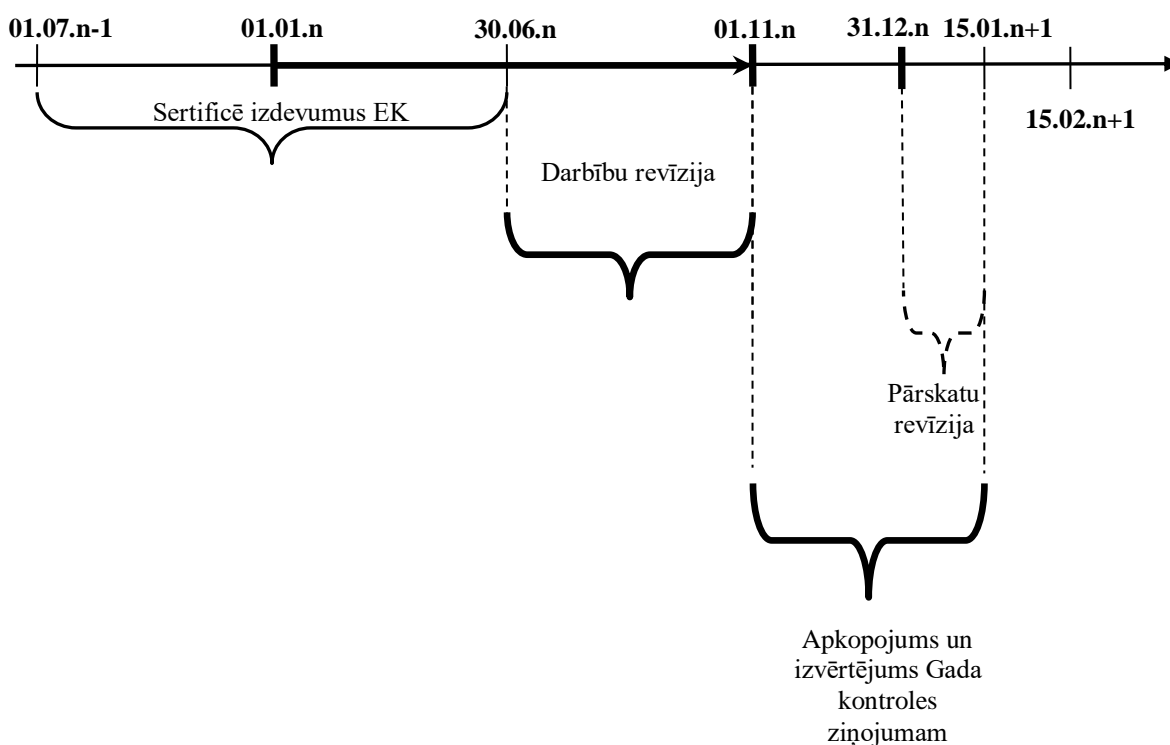 01.07.n-1 01.01.n 30.06.n 01.11.n 31.12.n 15.01.n+1
15.02.n+1
Sertificē izdevumus EK
Darbību revīzija
Pārskatu
revīzija
Apkopojums un
izvērtējums Gada
kontroles
ziņojumam